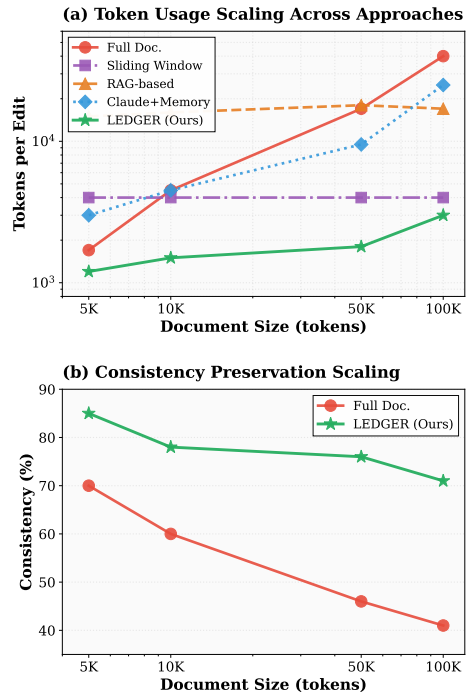 (a) Token Usage Scaling Across Approaches
Full Doc.
Sliding Window
RAG-based
Claude+Memory
LEDGER (Ours)
Tokens per Edit
10⁴
10³
5K 10K 50K 100K
Document Size (tokens)
(b) Consistency Preservation Scaling
Full Doc.
LEDGER (Ours)
Consistency (%)
90
80
70
60
50
40
5K 10K 50K 100K
Document Size (tokens)